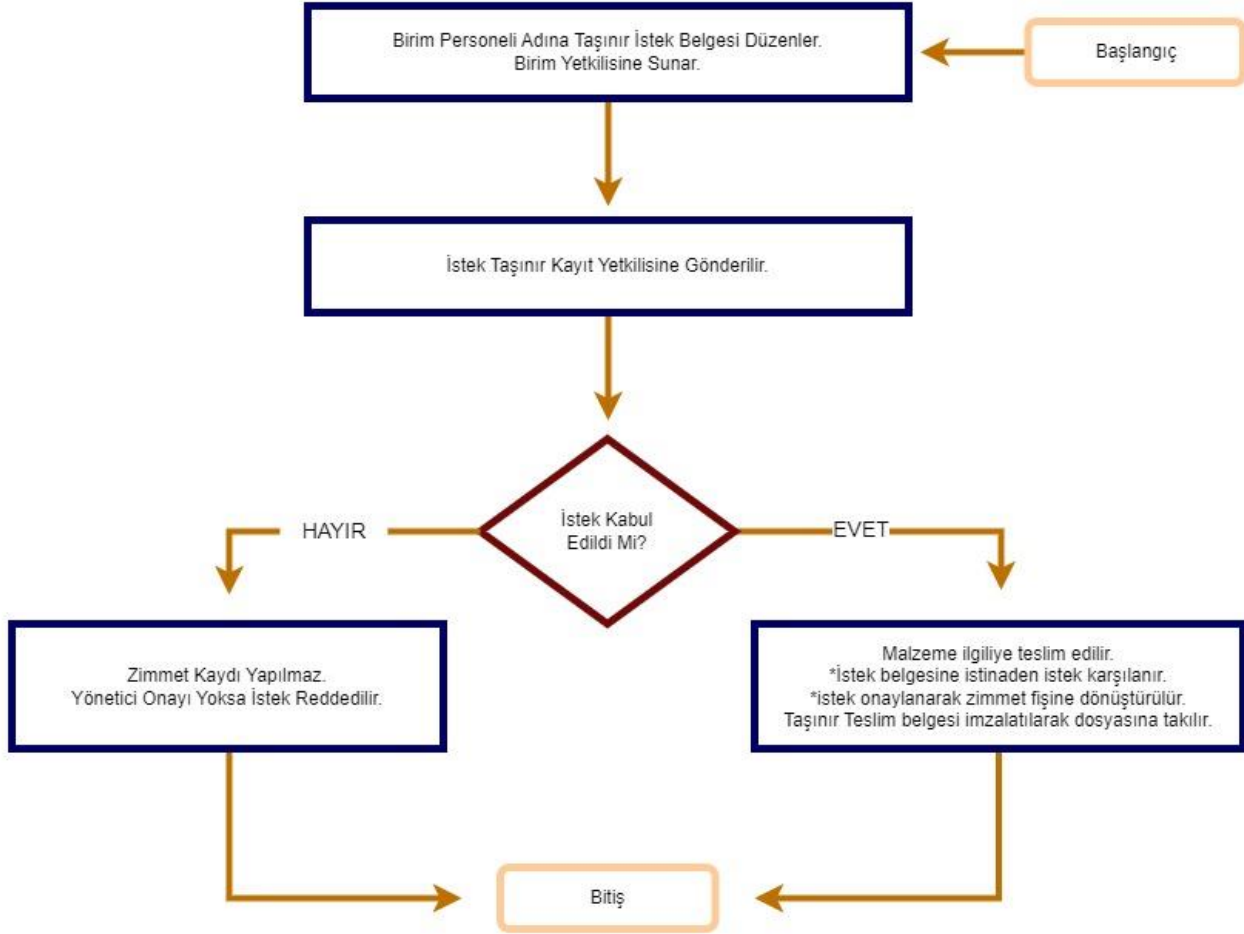 Başlangıç
Birim Personeli Adına Taşınır İstek Belgesi Düzenler.
Birim Yetkilisine Sunar.
İstek Taşınır Kayıt Yetkilisine Gönderilir.
İstek Kabul
Edildi Mi?
HAYIR
EVET
Zimmet Kaydı Yapılmaz.
Yönetici Onayı Yoksa İstek Reddedilir.
Malzeme ilgiliye teslim edilir.
*İstek belgesine istinaden istek karşılanır.
*istek onaylanarak zimmet fişine dönüştürülür.
Taşınır Teslim belgesi imzalatılarak dosyasına takılır.
Bitiş